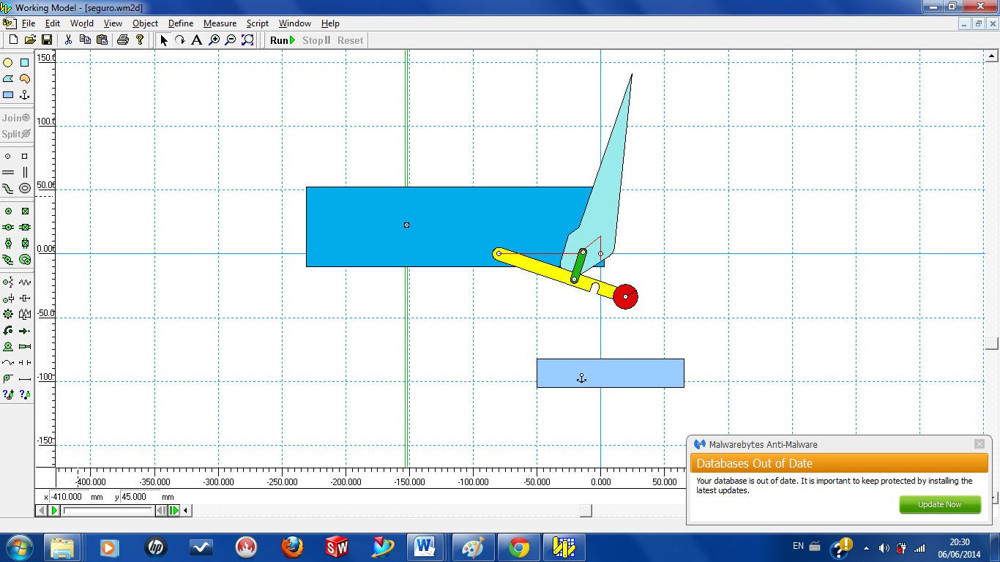 Working Model - [seguro.wm2d]
File Edit World View Object Define Measure Script Window Help
A Run Stop Reset
Join
Split
150.0
100.0
50.00
0.000
-50.0
-100.
-150.
-400.000 -350.000 -300.000 -250.000 -200.000 -150.000 -100.000 -50.000 0.000 50.000
x -410.000 mm y 45.000 mm
Malwarebytes Anti-Malware
Databases Out of Date
Your database is out of date. It is important to keep protected by installing the
latest updates.
Update Now
hp SW W EN 20:30
06/06/2014